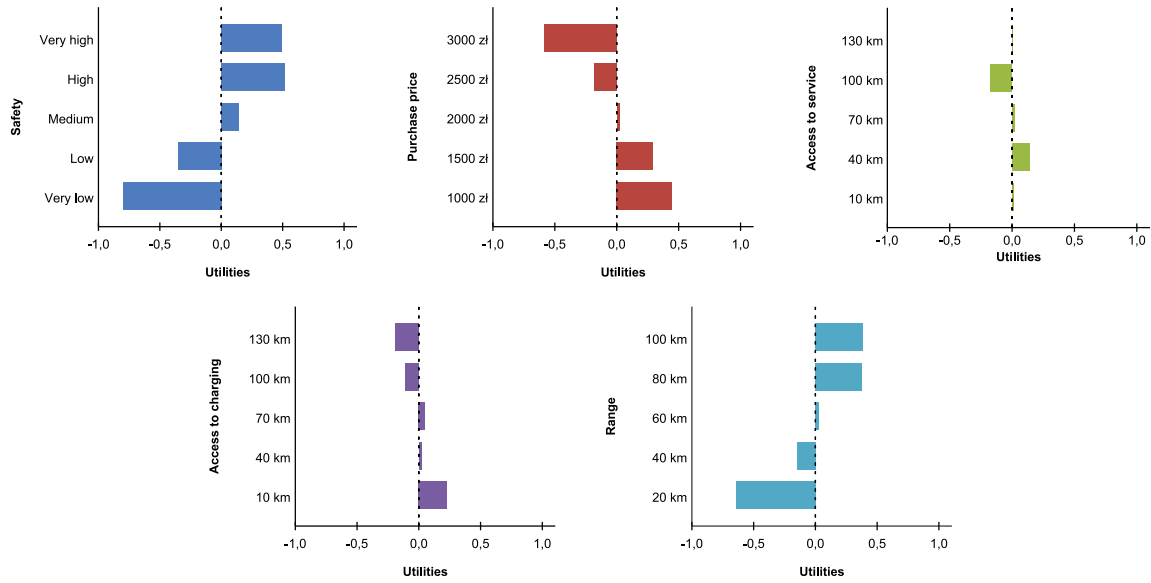 Safety
Very high
High
Medium
Low
Very low
-1,0 -0,5 0,0 0,5 1,0
Utilities
Purchase price
3000 zł
2500 zł
2000 zł
1500 zł
1000 zł
-1,0 -0,5 0,0 0,5 1,0
Utilities
Access to service
130 km
100 km
70 km
40 km
10 km
-1,0 -0,5 0,0 0,5 1,0
Utilities
Access to charging
130 km
100 km
70 km
40 km
10 km
-1,0 -0,5 0,0 0,5 1,0
Utilities
Range
100 km
80 km
60 km
40 km
20 km
-1,0 -0,5 0,0 0,5 1,0
Utilities